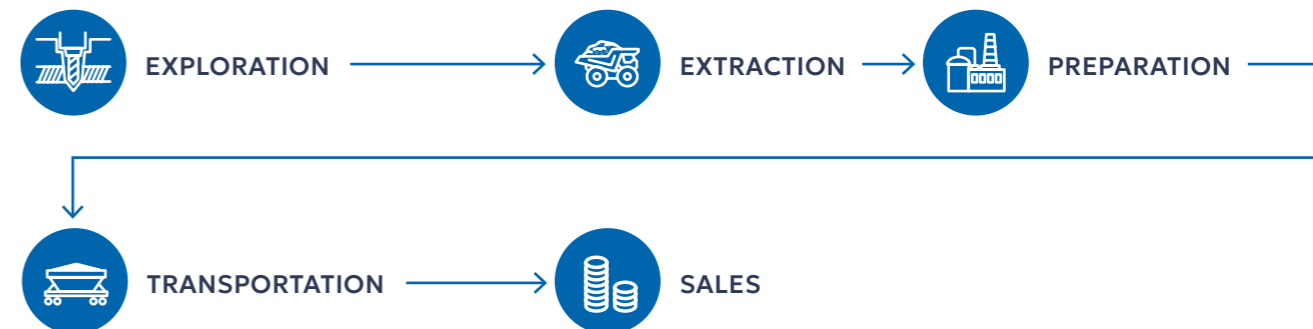 EXPLORATION
EXTRACTION
PREPARATION
TRANSPORTATION
SALES